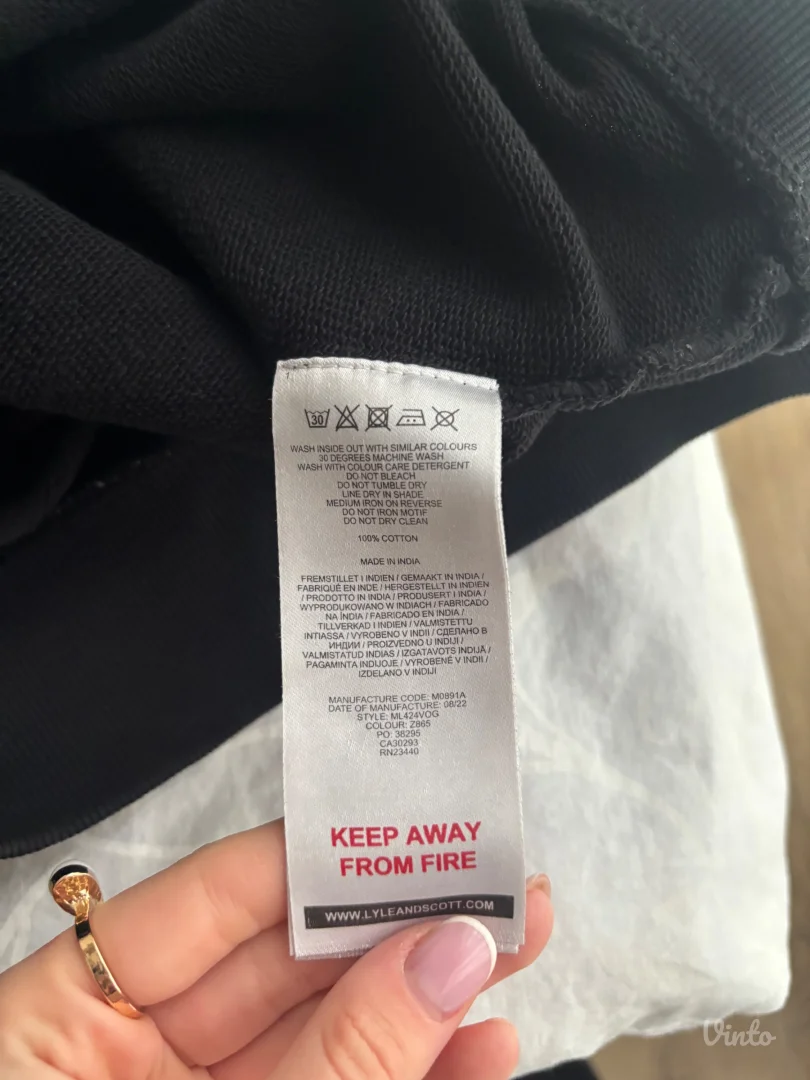 30
WASH INSIDE OUT WITH SIMILAR COLOURS
30 DEGREES MACHINE WASH
WASH WITH COLOUR CARE DETERGENT
DO NOT BLEACH
DO NOT TUMBLE DRY
LINE DRY IN SHADE
MEDIUM IRON ON REVERSE
DO NOT IRON MOTIF
DO NOT DRY CLEAN
100% COTTON
MADE IN INDIA
FREMSTILLET I INDIEN / GEMAAKT IN INDIA /
FABRIQUÉ EN INDE / HERGESTELLT IN INDIEN
/ PRODOTTO IN INDIA / PRODUSERT I INDIA /
WYPRODUKOWANO W INDIACH / FABRICADO
NA ÍNDIA / FABRICADO EN INDIA /
TILLVERKAD I INDIEN / VALMISTETTU
INTIASSA / VYROBENO V INDII / СДЕЛАНО В
ИНДИИ / PROIZVEDNO U INDIJI /
VALMISTATUD INDIAS / IZGATAVOTS INDIJĀ /
PAGAMINTA INDIJOJE / VYROBENÉ V INDII /
IZDELANO V INDIJI
MANUFACTURE CODE: M0891A
DATE OF MANUFACTURE: 08/22
STYLE: ML424VOG
COLOUR: Z865
PO: 38295
CA30293
RN23440
KEEP AWAY
FROM FIRE
WWW.LYLEANDSCOTT.COM
Vinto